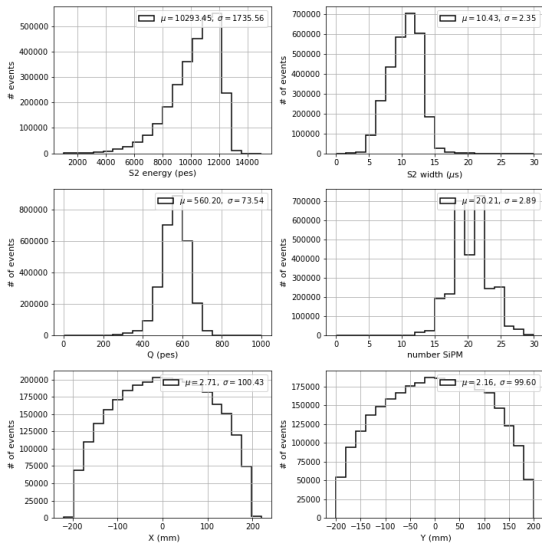 μ = 10293.45, σ = 1735.56
# of events
500000
400000
300000
200000
100000
0
2000 4000 6000 8000 10000 12000 14000
S2 energy (pes)
μ = 10.43, σ = 2.35
# of events
700000
600000
500000
400000
300000
200000
100000
0
0 5 10 15 20 25 30
S2 width (μs)
μ = 560.20, σ = 73.54
# of events
800000
600000
400000
200000
0
0 200 400 600 800 1000
Q (pes)
μ = 20.21, σ = 2.89
# of events
700000
600000
500000
400000
300000
200000
100000
0
0 5 10 15 20 25 30
number SiPM
μ = 2.71, σ = 100.43
# of events
200000
175000
150000
125000
100000
75000
50000
25000
0
−200 −100 0 100 200
X (mm)
μ = 2.16, σ = 99.60
# of events
175000
150000
125000
100000
75000
50000
25000
0
−200 −150 −100 −50 0 50 100 150 200
Y (mm)